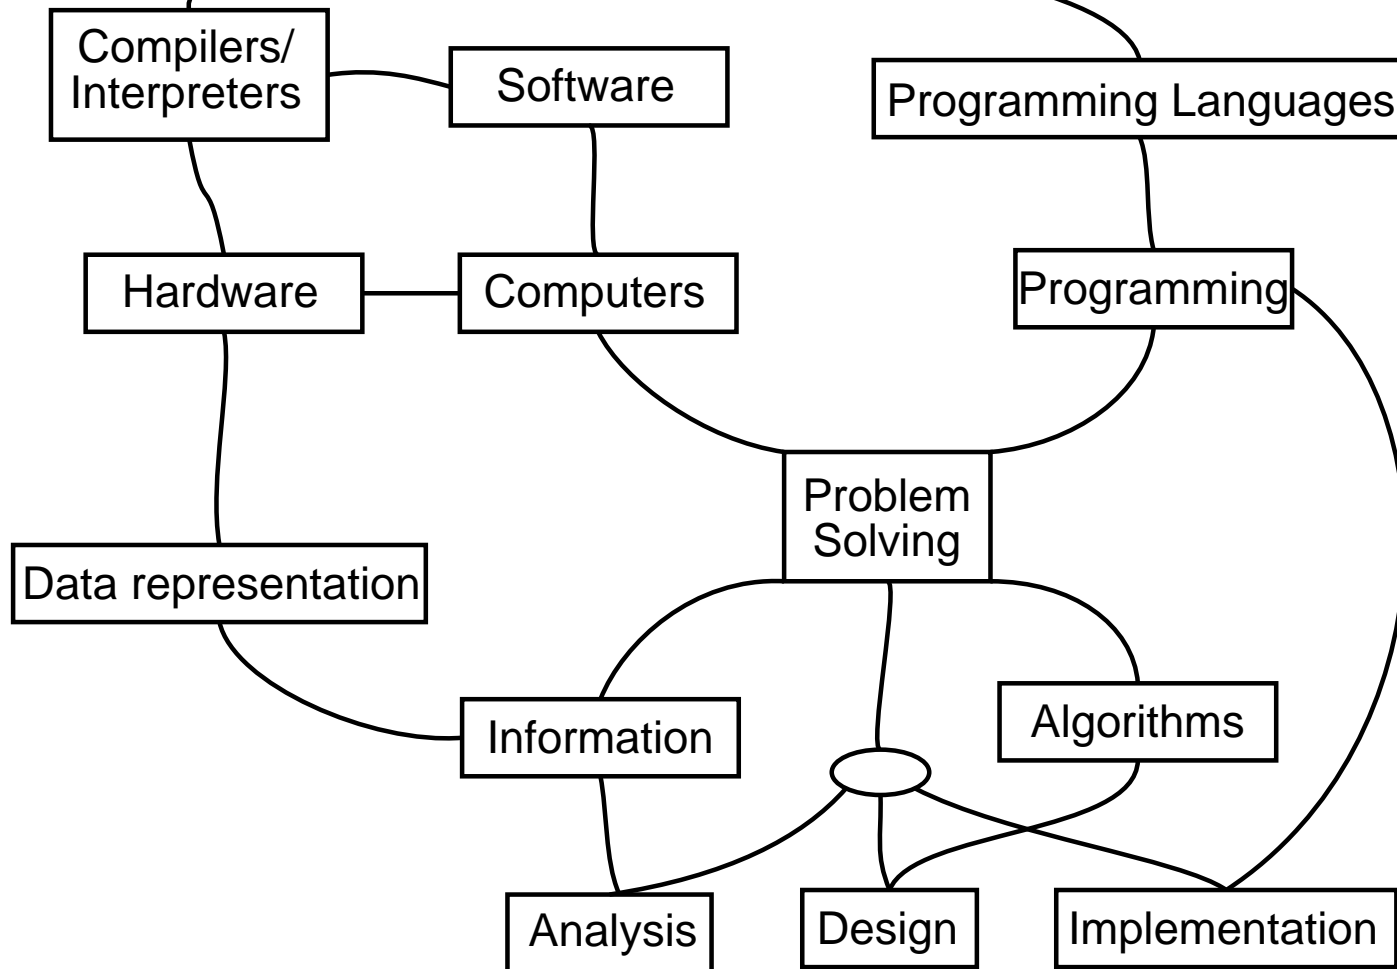 Compilers/
Interpreters
Software
Programming Languages
Hardware
Computers
Programming
Problem
Solving
Data representation
Information
Algorithms
Analysis
Design
Implementation